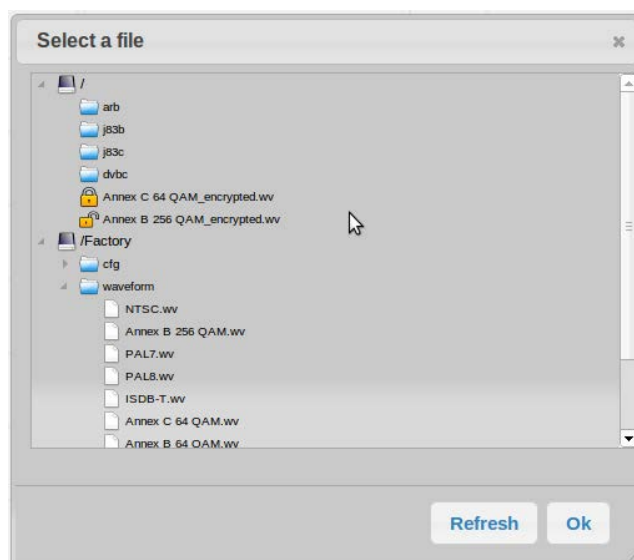 Select a file
/
arb
j83b
j83c
dvbc
Annex C 64 QAM_encrypted.wv
Annex B 256 QAM_encrypted.wv
/Factory
cfg
waveform
NTSC.wv
Annex B 256 QAM.wv
PAL7.wv
PAL8.wv
ISDB-T.wv
Annex C 64 QAM.wv
Annex B 64 QAM.wv
Refresh Ok